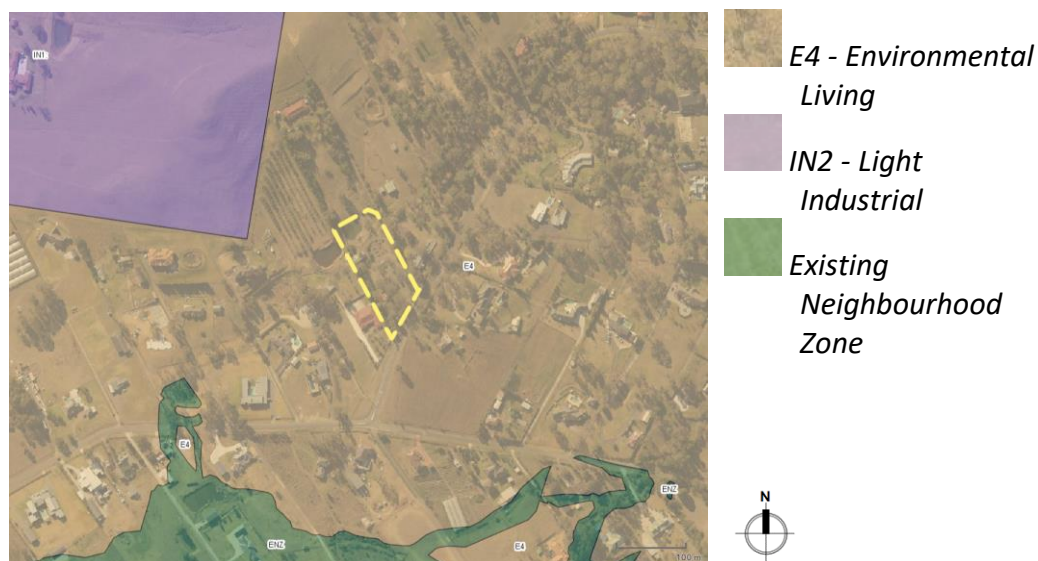 IN1
E4
E4
ENZ
ENZ
E4
100 m
E4 - Environmental
Living
IN2 - Light
Industrial
Existing
Neighbourhood
Zone
N